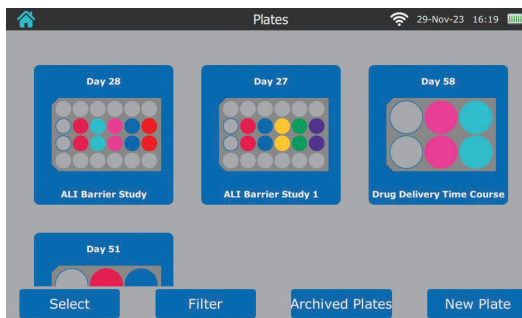 Plates
29-Nov-23 16:19
Day 28
Day 27
Day 58
ALI Barrier Study
ALI Barrier Study 1
Drug Delivery Time Course
Day 51
Select
Filter
Archived Plates
New Plate